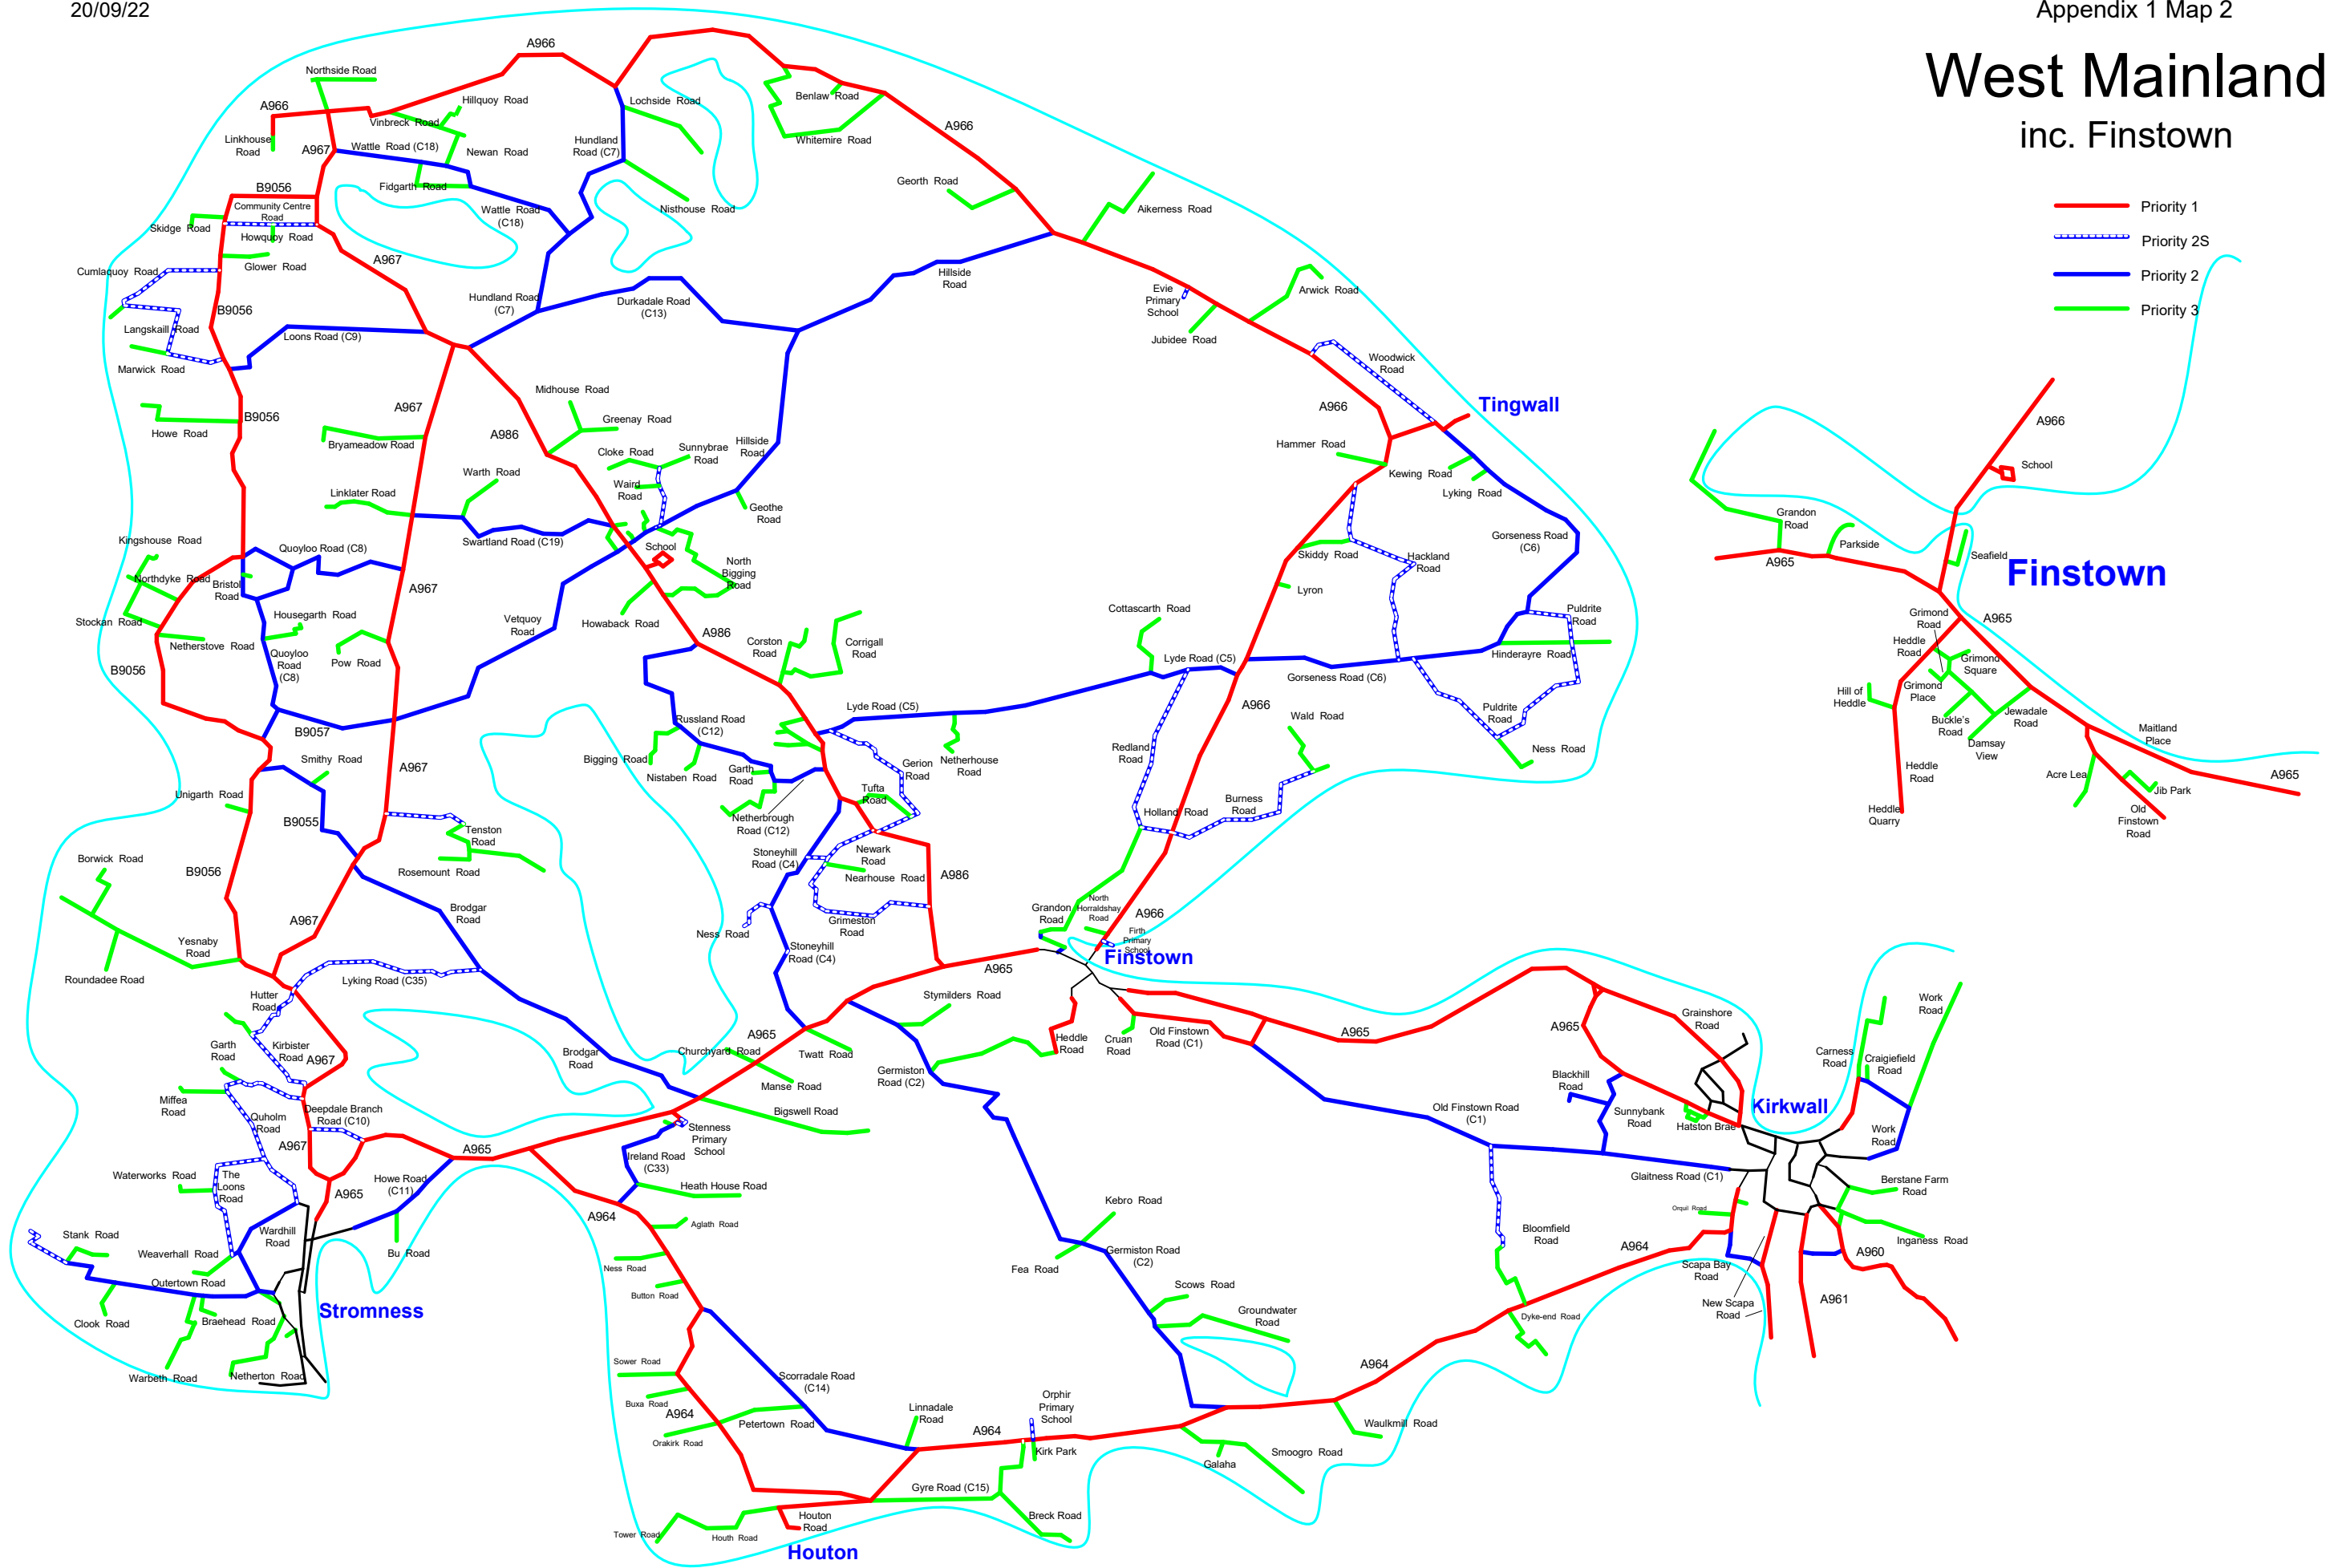 20/09/22
Appendix 1 Map 2
West Mainland
inc. Finstown
Priority 1
Priority 2S
Priority 2
Priority 3
A966
Northside Road
A966
Hillquoy Road
Vinbreck Road
Linkhouse
Road
A967
Wattle Road (C18)
Newan Road
Fidgarth Road
B9056
Community Centre
Road
Skidge Road
Howquoy Road
Glower Road
Cumlaquoy Road
A967
Wattle Road
(C18)
Hundland
Road (C7)
Lochside Road
Nisthouse Road
Benlaw Road
Whitemire Road
A966
Georth Road
Aikerness Road
Hillside
Road
Evie
Primary
School
Arwick Road
Jubidee Road
Hundland Road
(C7)
Durkadale Road
(C13)
B9056
Langskaill Road
Loons Road (C9)
Marwick Road
B9056
Howe Road
A967
Bryameadow Road
A986
Midhouse Road
Greenay Road
Cloke Road
Sunnybrae
Road
Hillside
Road
Waird
Road
Geothe
Road
Warth Road
Linklater Road
Swartland Road (C19)
School
North
Bigging
Road
Woodwick
Road
Tingwall
A966
Hammer Road
Kewing Road
Lyking Road
Gorseness Road
(C6)
Skiddy Road
Hackland
Road
Lyron
Puldrite
Road
Hinderayre Road
Kingshouse Road
Quoyloo Road (C8)
Northdyke Road
Bristol
Road
A967
Housegarth Road
Stockan Road
Netherstove Road
Quoyloo
Road
(C8)
Pow Road
B9056
Vetquoy
Road
Howaback Road
A986
Corston
Road
Corrigall
Road
Cottascarth Road
Lyde Road (C5)
Gorseness Road (C6)
A966
Wald Road
Puldrite
Road
Ness Road
B9057
Smithy Road
A967
Unigarth Road
B9055
Tenston
Road
Rosemount Road
Russland Road
(C12)
Lyde Road (C5)
Bigging Road
Nistaben Road
Garth
Road
Netherbrough
Road (C12)
Gerion
Road
Netherhouse
Road
Tufta
Road
Redland
Road
Holland Road
Burness
Road
Stoneyhill
Road (C4)
Newark
Road
Nearhouse Road
A986
Grimeston
Road
Ness Road
Stoneyhill
Road (C4)
Borwick Road
B9056
A967
Brodgar
Road
Yesnaby
Road
Roundadee Road
Lyking Road (C35)
Hutter
Road
Kirbister
Road
A967
Garth
Road
Miffea
Road
Quholm
Road
Deepdale Branch
Road (C10)
A967
A965
Waterworks Road
The
Loons
Road
A965
Howe Road
(C11)
Stank Road
Wardhill
Road
Weaverhall Road
Bu Road
Outertown Road
Stromness
Clook Road
Braehead Road
Warbeth Road
Netherton Road
Brodgar
Road
A965
Churchyard Road
Twatt Road
Manse Road
Bigswell Road
Stenness
Primary
School
Ireland Road
(C33)
Heath House Road
A964
Aglath Road
Ness Road
Button Road
Grandon
Road
North
Horraldshay
Road
A966
Firth
Primary
School
Finstown
A965
Stymilders Road
Germiston
Road (C2)
Heddle
Road
Cruan
Road
Old Finstown
Road (C1)
A965
A965
Grainshore
Road
Blackhill
Road
Sunnybank
Road
Hatston Brae
Kirkwall
Old Finstown Road
(C1)
Glaitness Road (C1)
Carness
Road
Craigiefield
Road
Work
Road
Work
Road
Berstane Farm
Road
Inganess Road
Orquil Road
A960
Scapa Bay
Road
New Scapa
Road
A961
A964
Bloomfield
Road
Dyke-end Road
Kebro Road
Fea Road
Germiston Road
(C2)
Scows Road
Groundwater
Road
A964
Waulkmill Road
Smoogro Road
Galaha
Sower Road
Buxa Road
A964
Orakirk Road
Scorradale Road
(C14)
Petertown Road
Linnadale
Road
A964
Orphir
Primary
School
Kirk Park
Gyre Road (C15)
Breck Road
Houton
Road
Houth Road
Tower Road
Houton
A966
School
Grandon
Road
Parkside
A965
Seafield
Finstown
A965
Grimond
Road
Heddle
Road
Grimond
Square
Grimond
Place
Hill of
Heddle
Buckle's
Road
Jewadale
Road
Damsay
View
Heddle
Road
Heddle
Quarry
Maitland
Place
Acre Lea
Jib Park
Old
Finstown
Road
A965